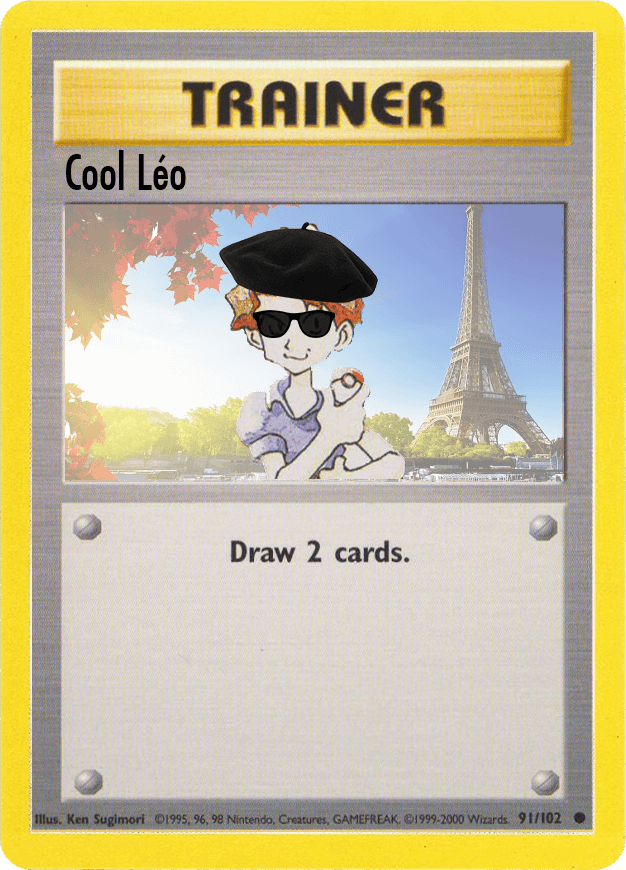 TRAINER
Cool Léo
Draw 2 cards.
Illus. Ken Sugimori ©1995, 96, 98 Nintendo, Creatures, GAMEFREAK. ©1999-2000 Wizards. 91/102 ●